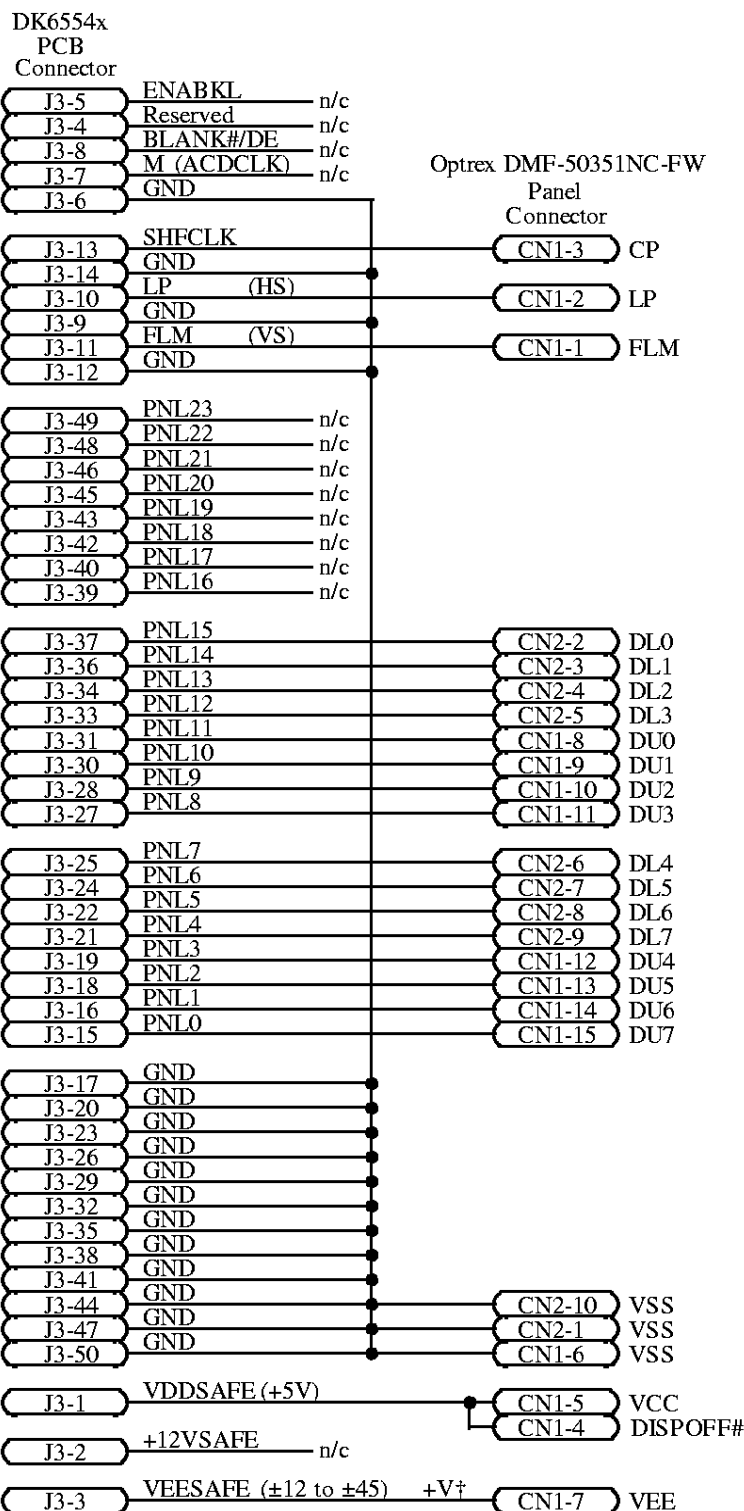 DK6554x
PCB
Connector
J3-5 ENABKL n/c
J3-4 Reserved n/c
J3-8 BLANK#/DE n/c
J3-7 M (ACDCLK) n/c
J3-6 GND
Optrex DMF-50351NC-FW
Panel
Connector
J3-13 SHFCLK CN1-3 CP
J3-14 GND
J3-10 LP (HS) CN1-2 LP
J3-9 GND
J3-11 FLM (VS) CN1-1 FLM
J3-12 GND
J3-49 PNL23 n/c
J3-48 PNL22 n/c
J3-46 PNL21 n/c
J3-45 PNL20 n/c
J3-43 PNL19 n/c
J3-42 PNL18 n/c
J3-40 PNL17 n/c
J3-39 PNL16 n/c
J3-37 PNL15 CN2-2 DL0
J3-36 PNL14 CN2-3 DL1
J3-34 PNL13 CN2-4 DL2
J3-33 PNL12 CN2-5 DL3
J3-31 PNL11 CN1-8 DU0
J3-30 PNL10 CN1-9 DU1
J3-28 PNL9 CN1-10 DU2
J3-27 PNL8 CN1-11 DU3
J3-25 PNL7 CN2-6 DL4
J3-24 PNL6 CN2-7 DL5
J3-22 PNL5 CN2-8 DL6
J3-21 PNL4 CN2-9 DL7
J3-19 PNL3 CN1-12 DU4
J3-18 PNL2 CN1-13 DU5
J3-16 PNL1 CN1-14 DU6
J3-15 PNL0 CN1-15 DU7
J3-17 GND
J3-20 GND
J3-23 GND
J3-26 GND
J3-29 GND
J3-32 GND
J3-35 GND
J3-38 GND
J3-41 GND
J3-44 GND CN2-10 VSS
J3-47 GND CN2-1 VSS
J3-50 GND CN1-6 VSS
J3-1 VDDSAFE (+5V) CN1-5 VCC
CN1-4 DISPOFF#
J3-2 +12VSAFE n/c
J3-3 VEESAFE (±12 to ±45) +V† CN1-7 VEE